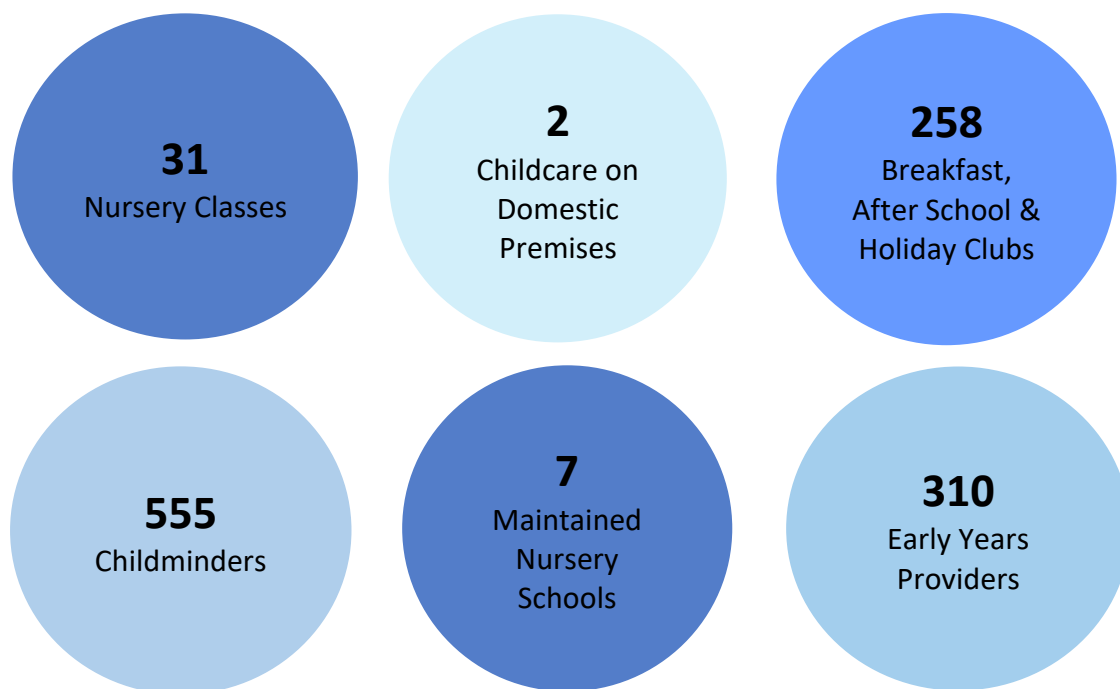 31
Nursery Classes
2
Childcare on
Domestic
Premises
258
Breakfast,
After School &
Holiday Clubs
555
Childminders
7
Maintained
Nursery
Schools
310
Early Years
Providers